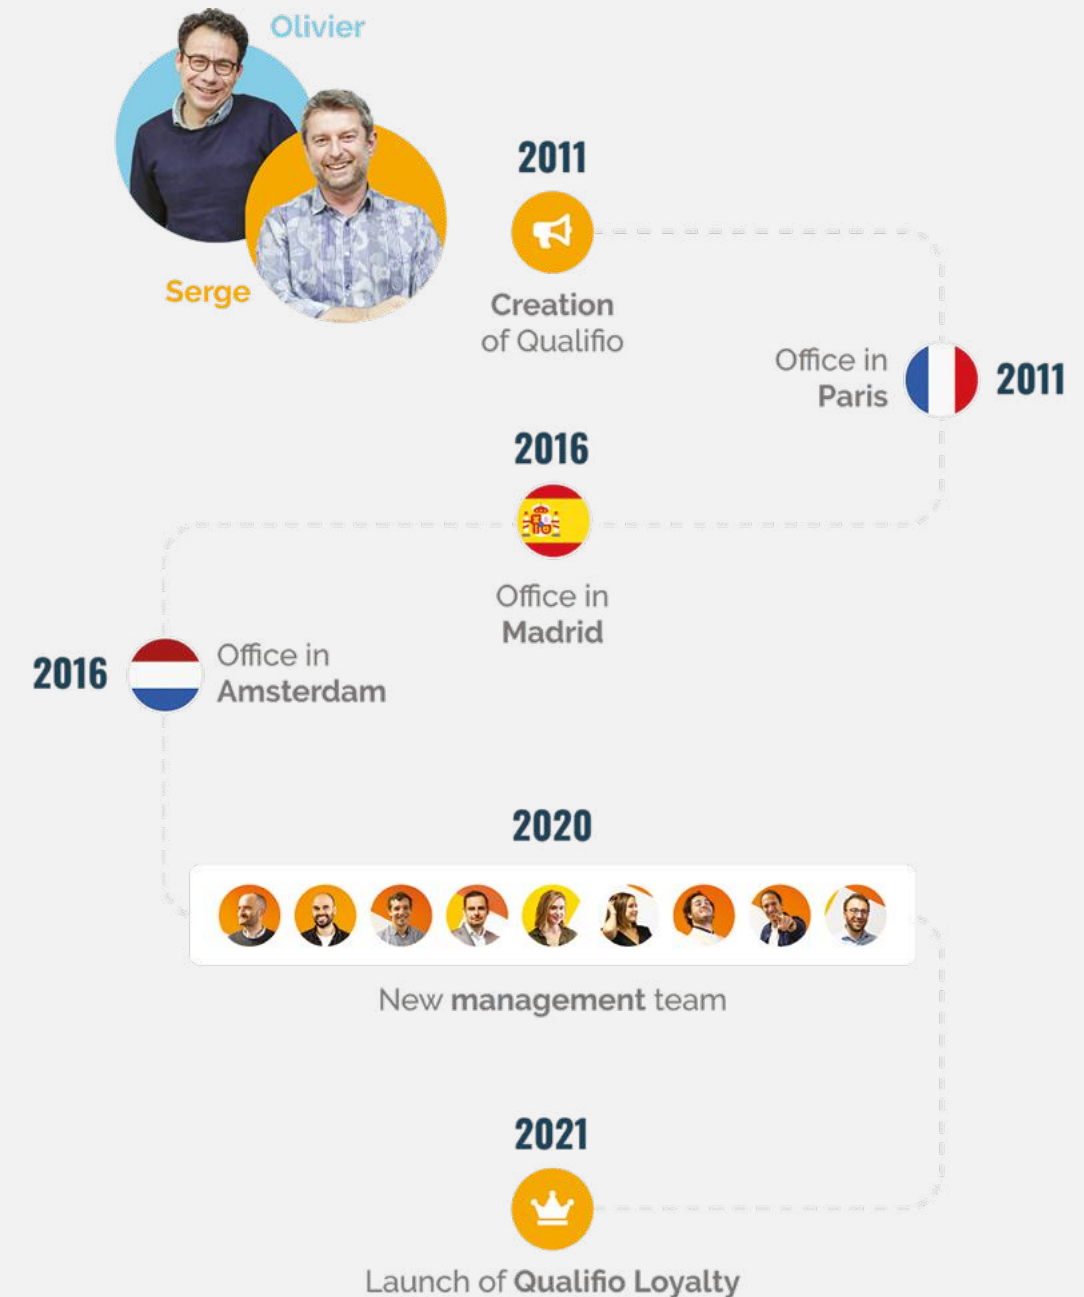 Olivier
Serge
2011
Creation
of Qualifio
Office in
Paris
2011
2016
Office in
Madrid
2016
Office in
Amsterdam
2020
New management team
2021
Launch of Qualifio Loyalty